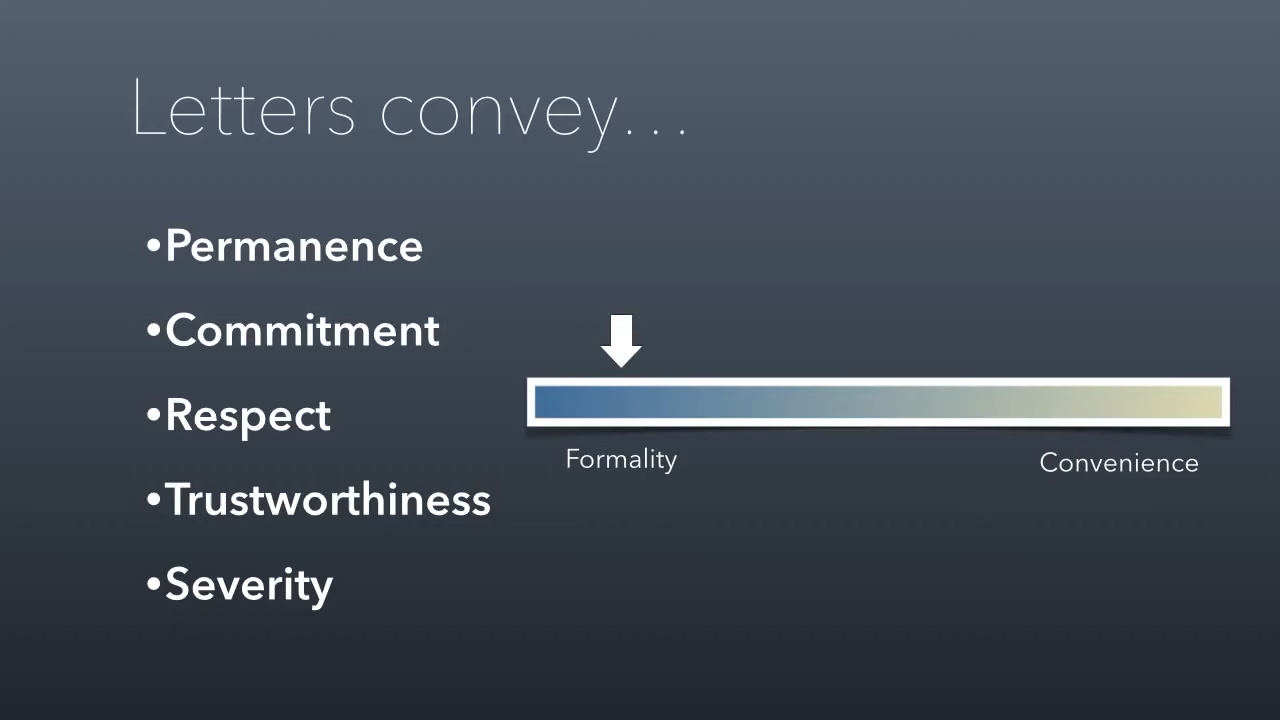 Letters convey...
•Permanence
•Commitment
•Respect
•Trustworthiness
•Severity
Formality
Convenience